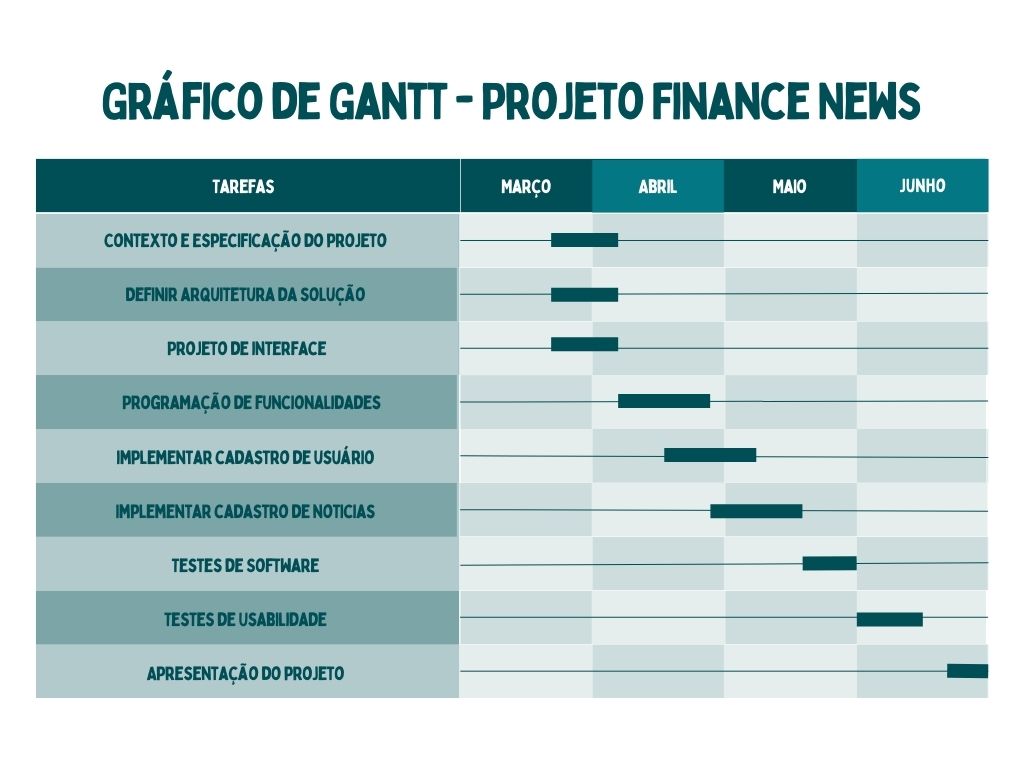 GRÁFICO DE GANTT - PROJETO FINANCE NEWS
TAREFAS MARÇO ABRIL MAIO JUNHO
CONTEXTO E ESPECIFICAÇÃO DO PROJETO
DEFINIR ARQUITETURA DA SOLUÇÃO
PROJETO DE INTERFACE
PROGRAMAÇÃO DE FUNCIONALIDADES
IMPLEMENTAR CADASTRO DE USUÁRIO
IMPLEMENTAR CADASTRO DE NOTICIAS
TESTES DE SOFTWARE
TESTES DE USABILIDADE
APRESENTAÇÃO DO PROJETO